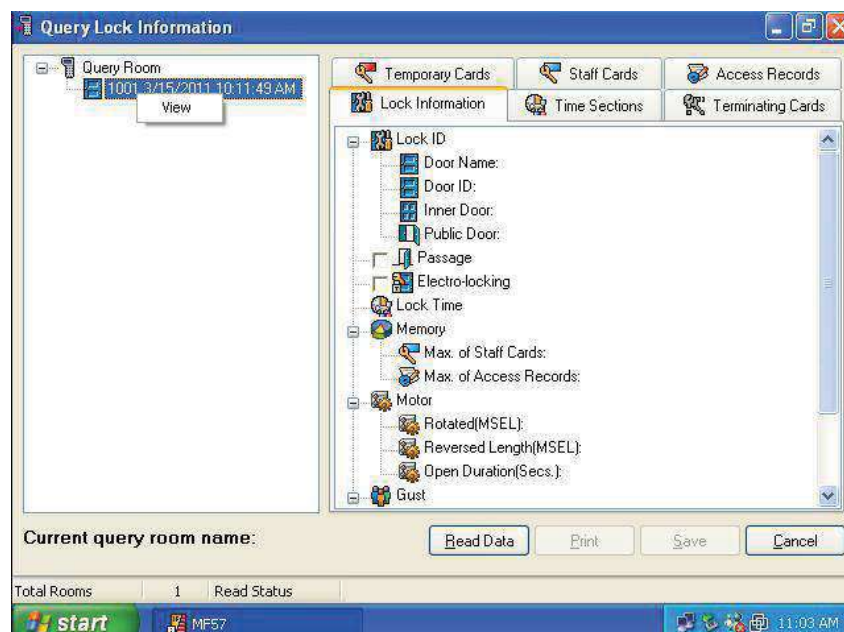 Query Lock Information
Query Room
1001 3/15/2011 10:11:49 AM
View
Temporary Cards
Staff Cards
Access Records
Lock Information
Time Sections
Terminating Cards
Lock ID
Door Name:
Door ID:
Inner Door:
Public Door:
Passage
Electro-locking
Lock Time
Memory
Max. of Staff Cards:
Max. of Access Records:
Motor
Rotated(MSEL):
Reversed Length(MSEL):
Open Duration(Secs.):
Gust
Current query room name:
Read Data
Print
Save
Cancel
Total Rooms 1 Read Status
start
MF57
11:03 AM